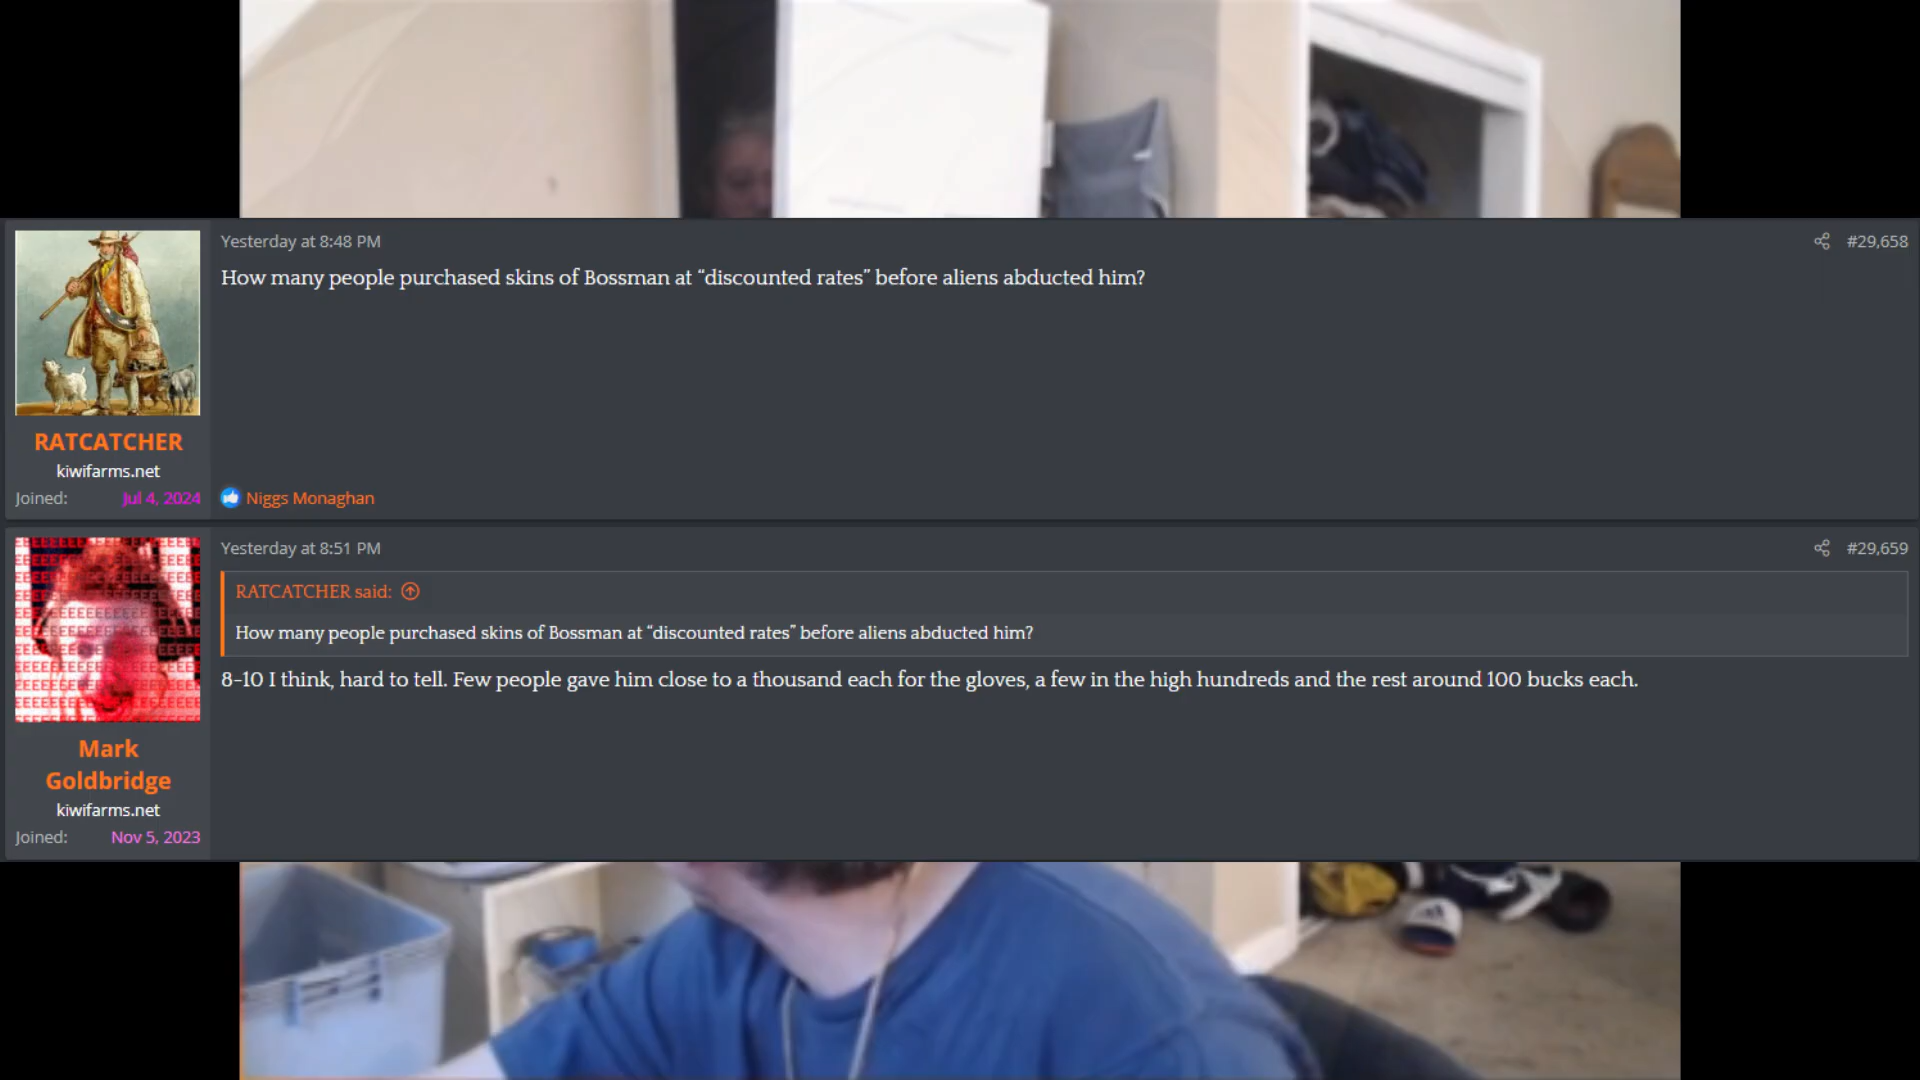 Yesterday at 8:48 PM
#29,658
How many people purchased skins of Bossman at “discounted rates” before aliens abducted him?
RATCATCHER
kiwifarms.net
Joined: Jul 4, 2024
Niggs Monaghan
Yesterday at 8:51 PM
#29,659
RATCATCHER said:
How many people purchased skins of Bossman at “discounted rates” before aliens abducted him?
8-10 I think, hard to tell. Few people gave him close to a thousand each for the gloves, a few in the high hundreds and the rest around 100 bucks each.
Mark
Goldbridge
kiwifarms.net
Joined: Nov 5, 2023